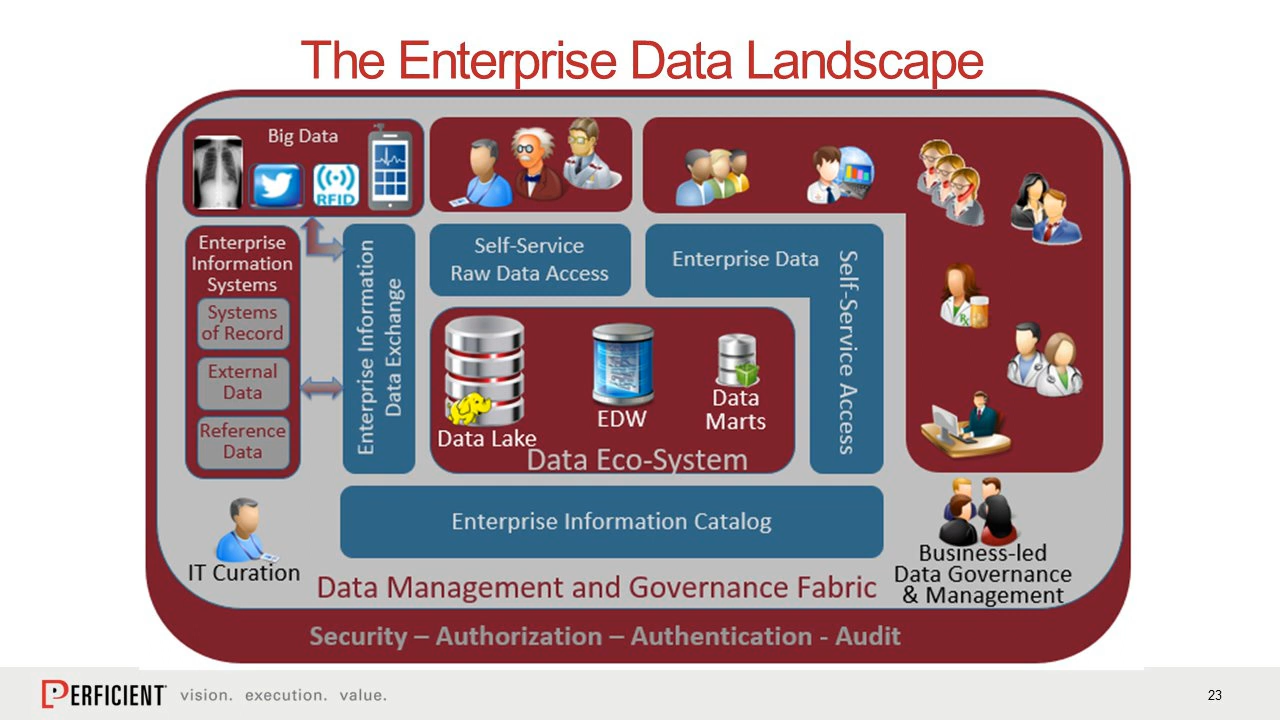 The Enterprise Data Landscape
Big Data
RFID
Enterprise
Information
Systems
Systems
of Record
External
Data
Reference
Data
Enterprise Information
Data Exchange
Self-Service
Raw Data Access
Enterprise Data
Self-Service Access
Data Lake
EDW
Data
Marts
Data Eco-System
Enterprise Information Catalog
IT Curation
Business-led
Data Governance
& Management
Data Management and Governance Fabric
Security – Authorization – Authentication - Audit
PERFICIENT vision. execution. value.
23